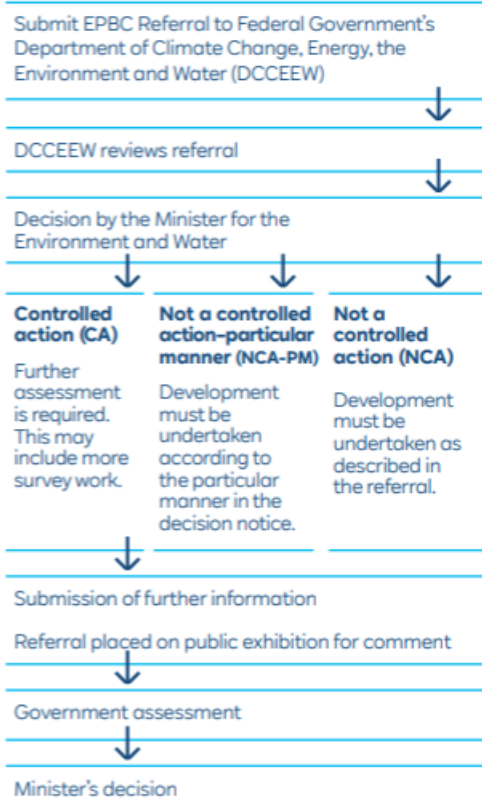 Submit EPBC Referral to Federal Government's
Department of Climate Change, Energy, the
Environment and Water (DCCEEW)
DCCEEW reviews referral
Decision by the Minister for the
Environment and Water
Controlled
action (CA)
Further
assessment
is required.
This may
include more
survey work.
Not a controlled
action–particular
manner (NCA-PM)
Development
must be
undertaken
according to
the particular
manner in the
decision notice.
Not a
controlled
action (NCA)
Development
must be
undertaken as
described in
the referral.
Submission of further information
Referral placed on public exhibition for comment
Government assessment
Minister's decision